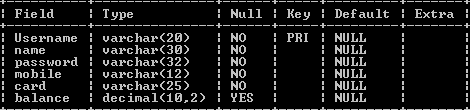 Field | Type | Null | Key | Default | Extra
Username | varchar(20) | NO | PRI | NULL |
name | varchar(30) | NO | | NULL |
password | varchar(32) | NO | | NULL |
mobile | varchar(12) | NO | | NULL |
card | varchar(25) | NO | | NULL |
balance | decimal(10,2) | YES | | NULL |